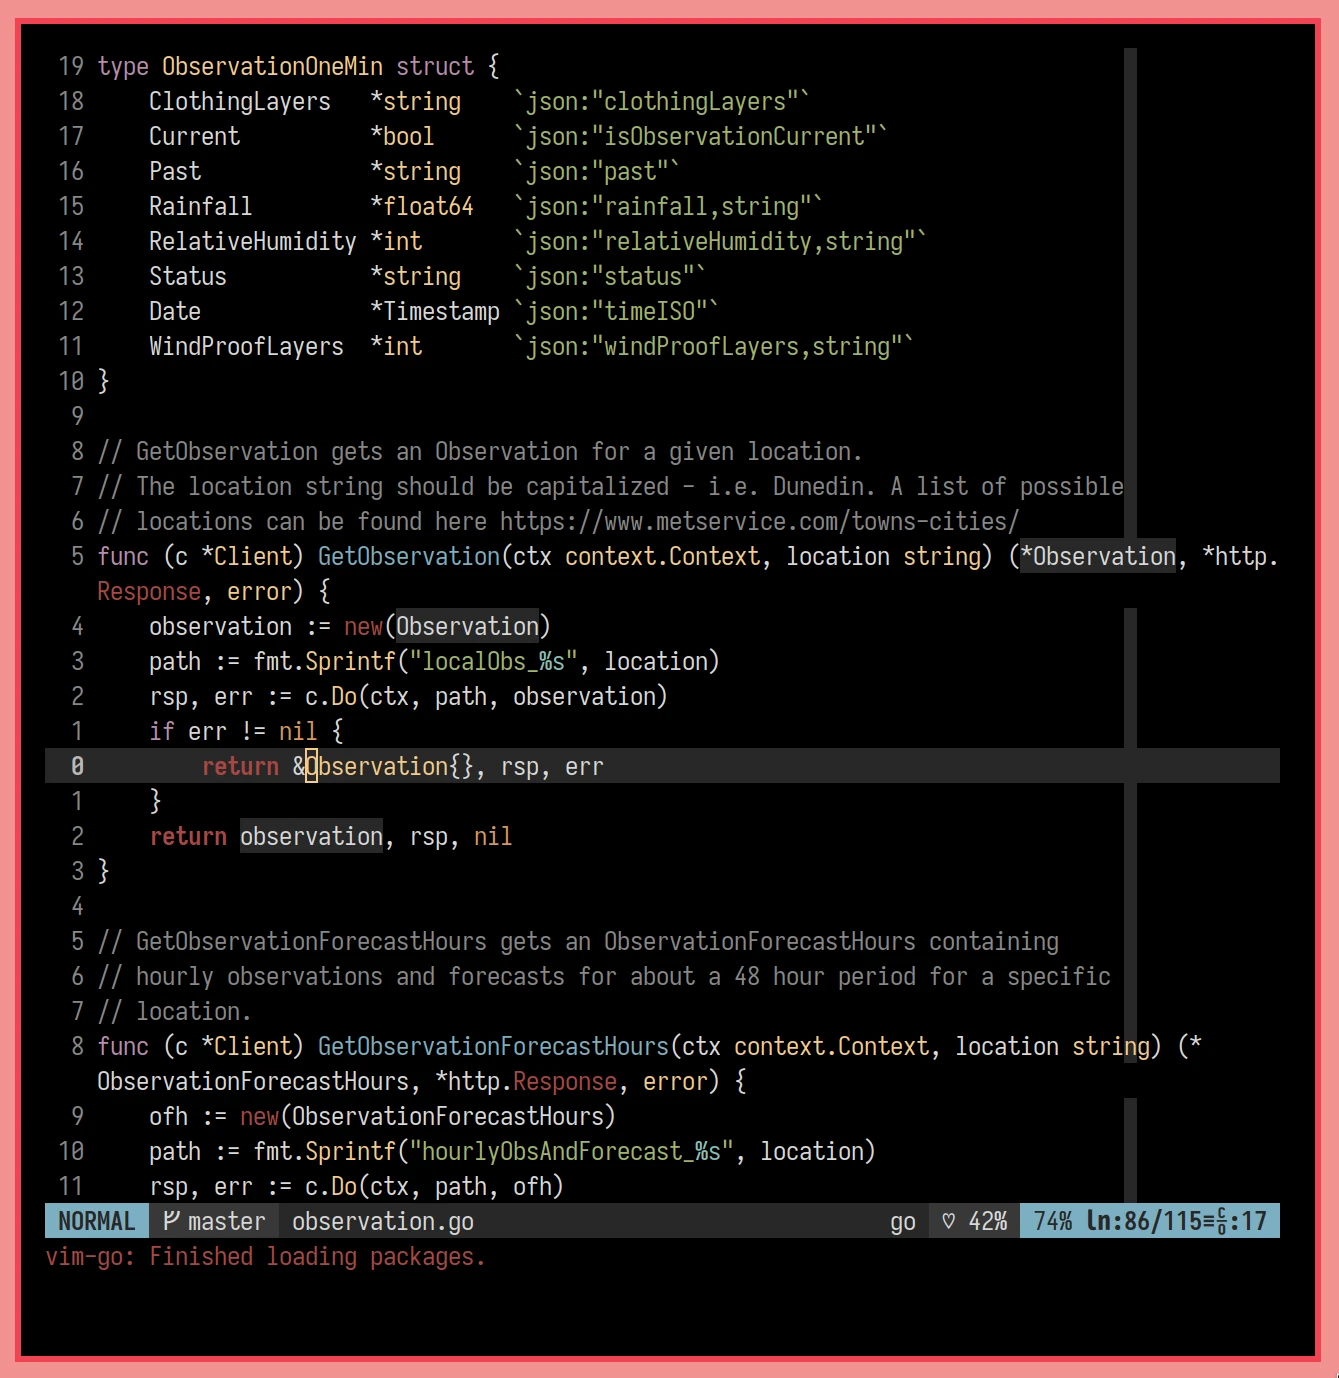 19 type ObservationOneMin struct {
18     ClothingLayers   *string    `json:"clothingLayers"`
17     Current          *bool      `json:"isObservationCurrent"`
16     Past             *string    `json:"past"`
15     Rainfall         *float64   `json:"rainfall,string"`
14     RelativeHumidity *int       `json:"relativeHumidity,string"`
13     Status           *string    `json:"status"`
12     Date             *Timestamp `json:"timeISO"`
11     WindProofLayers  *int       `json:"windProofLayers,string"`
10 }
9
8 // GetObservation gets an Observation for a given location.
7 // The location string should be capitalized - i.e. Dunedin. A list of possible
6 // locations can be found here https://www.metservice.com/towns-cities/
5 func (c *Client) GetObservation(ctx context.Context, location string) (*Observation, *http.
Response, error) {
4     observation := new(Observation)
3     path := fmt.Sprintf("localObs_%s", location)
2     rsp, err := c.Do(ctx, path, observation)
1     if err != nil {
0         return &Observation{}, rsp, err
1     }
2     return observation, rsp, nil
3 }
4
5 // GetObservationForecastHours gets an ObservationForecastHours containing
6 // hourly observations and forecasts for about a 48 hour period for a specific
7 // location.
8 func (c *Client) GetObservationForecastHours(ctx context.Context, location string) (*
ObservationForecastHours, *http.Response, error) {
9     ofh := new(ObservationForecastHours)
10     path := fmt.Sprintf("hourlyObsAndForecast_%s", location)
11     rsp, err := c.Do(ctx, path, ofh)
NORMAL master observation.go go ♡ 42% 74% ln:86/115≡℅:17
vim-go: Finished loading packages.